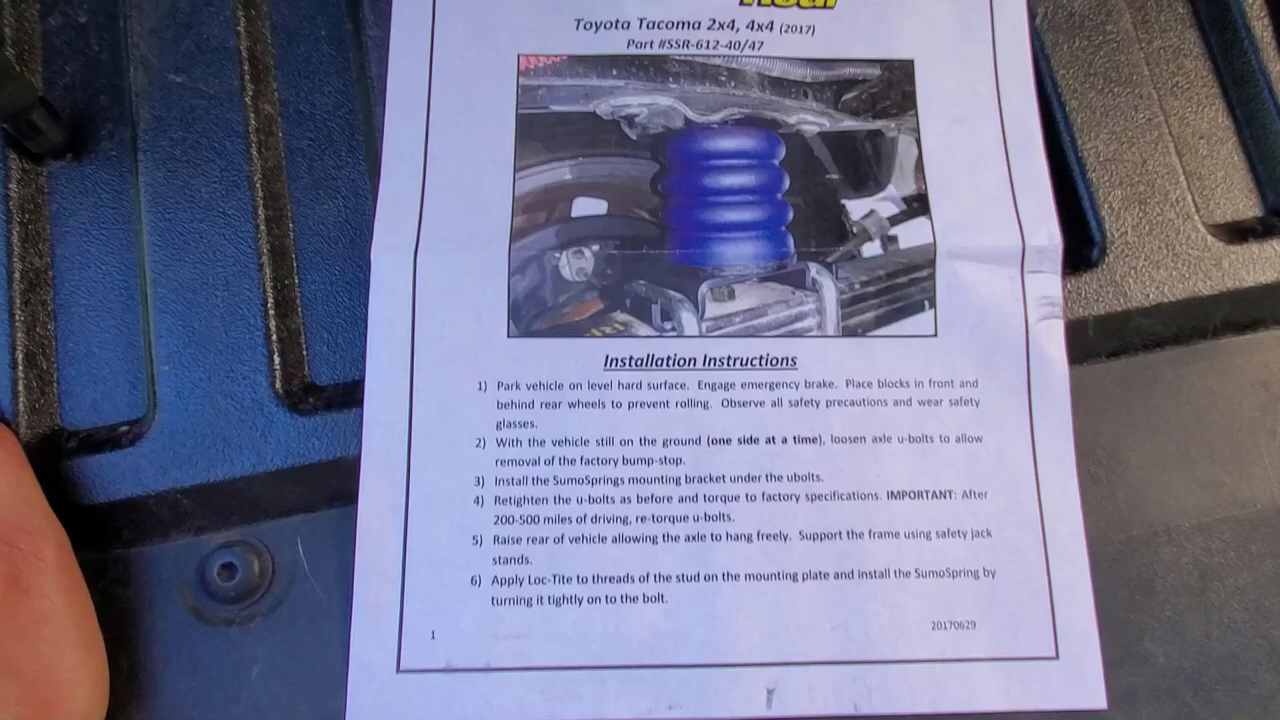 Toyota Tacoma 2x4, 4x4 (2017)
Part #SSR-612-40/47
Installation Instructions
1) Park vehicle on level hard surface. Engage emergency brake. Place blocks in front and
behind rear wheels to prevent rolling. Observe all safety precautions and wear safety
glasses.
2) With the vehicle still on the ground (one side at a time), loosen axle u-bolts to allow
removal of the factory bump-stop.
3) Install the SumoSprings mounting bracket under the ubolts.
4) Retighten the u-bolts as before and torque to factory specifications. IMPORTANT: After
200-500 miles of driving, re-torque u-bolts.
5) Raise rear of vehicle allowing the axle to hang freely. Support the frame using safety jack
stands.
6) Apply Loc-Tite to threads of the stud on the mounting plate and install the SumoSpring by
turning it tightly on to the bolt.
1
20170629